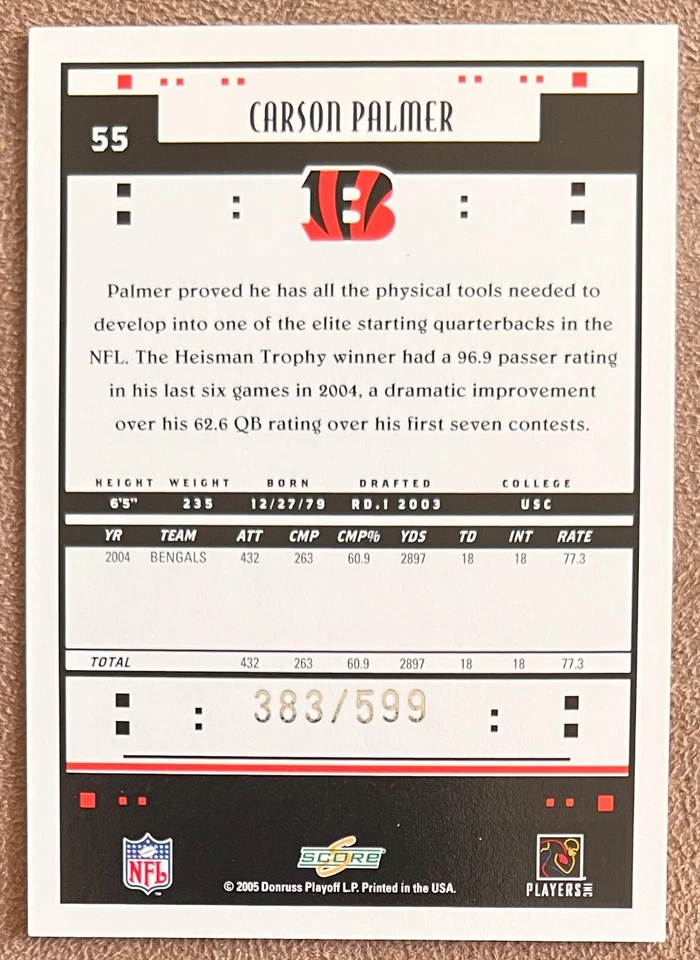 CARSON PALMER
55
B
Palmer proved he has all the physical tools needed to
develop into one of the elite starting quarterbacks in the
NFL. The Heisman Trophy winner had a 96.9 passer rating
in his last six games in 2004, a dramatic improvement
over his 62.6 QB rating over his first seven contests.
HEIGHT WEIGHT BORN DRAFTED COLLEGE
6'5" 235 12/27/79 RD.1 2003 USC
YR TEAM ATT CMP CMP% YDS TD INT RATE
2004 BENGALS 432 263 60.9 2897 18 18 77.3
TOTAL 432 263 60.9 2897 18 18 77.3
383/599
NFL
SCORE
PLAYERS INC
© 2005 Donruss Playoff L.P. Printed in the USA.